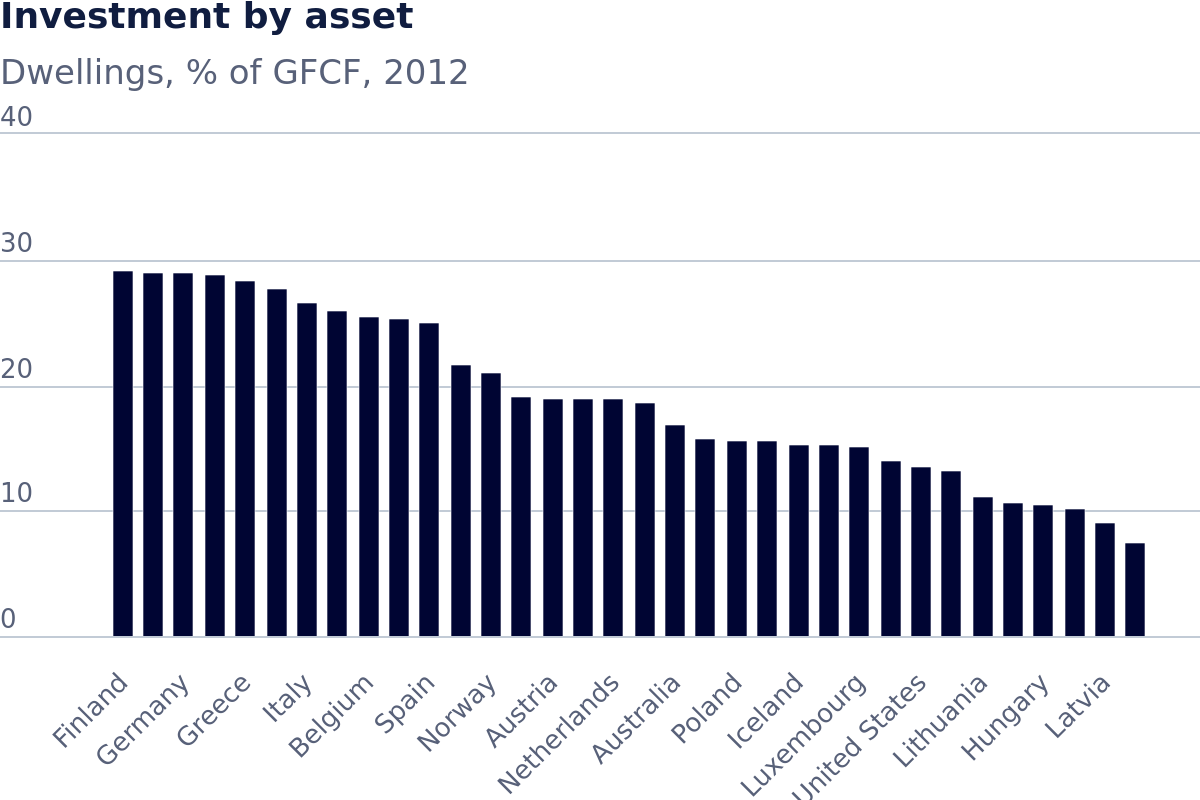 Investment by asset
Dwellings, % of GFCF, 2012
40
30
20
10
0
Finland
Germany
Greece
Italy
Belgium
Spain
Norway
Austria
Netherlands
Australia
Poland
Iceland
Luxembourg
United States
Lithuania
Hungary
Latvia